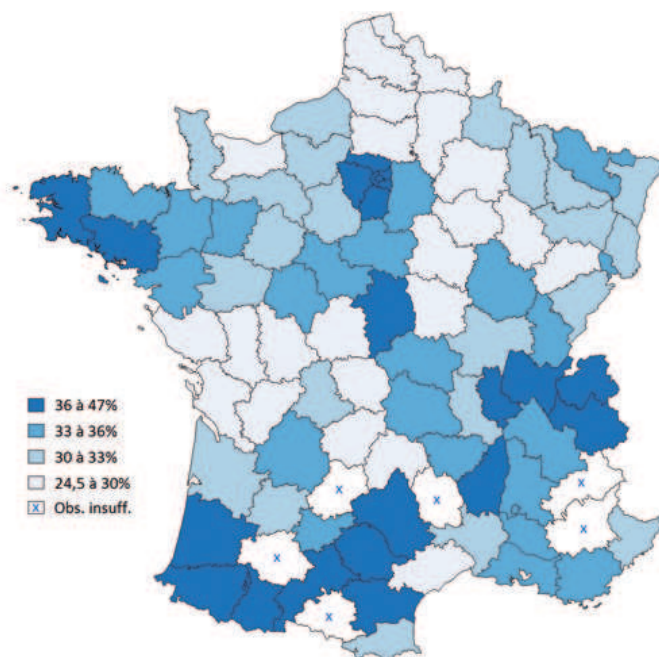 36 à 47%
33 à 36%
30 à 33%
24,5 à 30%
x Obs. insuff.
x
x
x
x
x
x